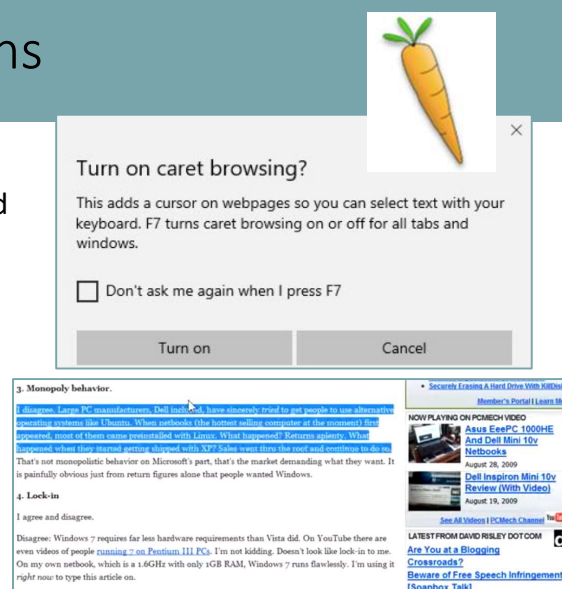 ns
d
Turn on caret browsing?
This adds a cursor on webpages so you can select text with your
keyboard. F7 turns caret browsing on or off for all tabs and
windows.
Don't ask me again when I press F7
Turn on
Cancel
3. Monopoly behavior.
I disagree. Large PC manufacturers, Dell included, have sincerely tried to get people to use alternative
operating systems like Ubuntu. When netbooks (the hottest selling computer at the moment) first
appeared, most of them came preinstalled with Linux. What happened? Returns aplenty. What
happened when they started getting shipped with XP? Sales went thru the roof and continue to do so.
That's not monopolistic behavior on Microsoft's part, that's the market demanding what they want. It
is painfully obvious just from return figures alone that people wanted Windows.
4. Lock-in
I agree and disagree.
Disagree: Windows 7 requires far less hardware requirements than Vista did. On YouTube there are
even videos of people running 7 on Pentium III PCs. I'm not kidding. Doesn't look like lock-in to me.
On my own netbook, which is a 1.6GHz with only 1GB RAM, Windows 7 runs flawlessly. I'm using it
right now to type this article on.
Securely Erasing A Hard Drive With KillDis
Member's Portal | Learn M
NOW PLAYING ON PCMECH VIDEO
Asus EeePC 1000HE
And Dell Mini 10v
Netbooks
August 28, 2009
Dell Inspiron Mini 10v
Review (With Video)
August 19, 2009
See All Videos | PCMech Channel
LATEST FROM DAVID RISLEY DOT COM
Are You at a Blogging
Crossroads?
Beware of Free Speech Infringement
[Soapbox Talk]